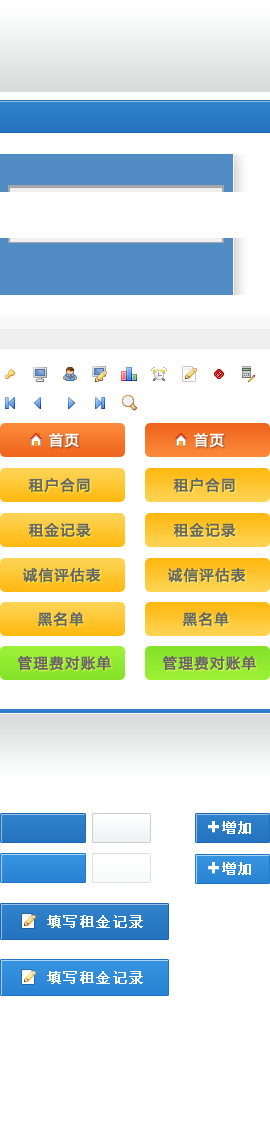 首页 首页
租户合同 租户合同
租金记录 租金记录
诚信评估表 诚信评估表
黑名单 黑名单
管理费对账单 管理费对账单
增加
增加
填写租金记录
填写租金记录